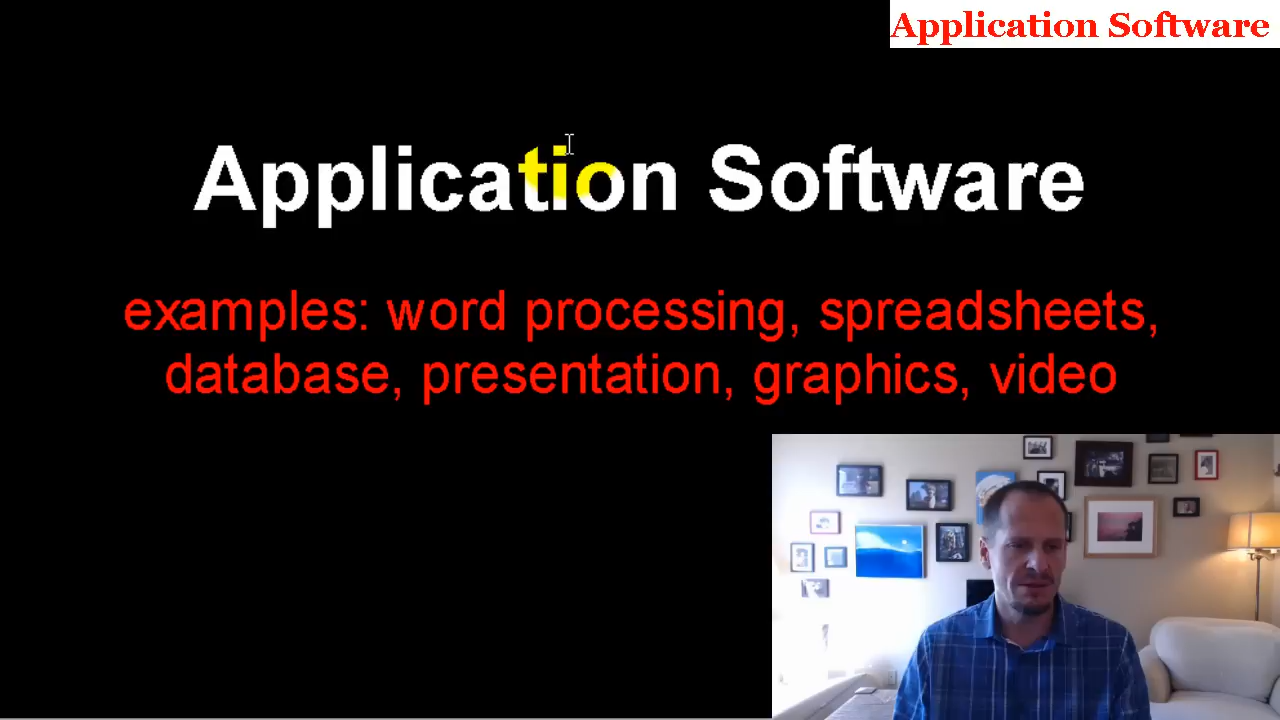 Application Software
Application Software
examples: word processing, spreadsheets,
database, presentation, graphics, video